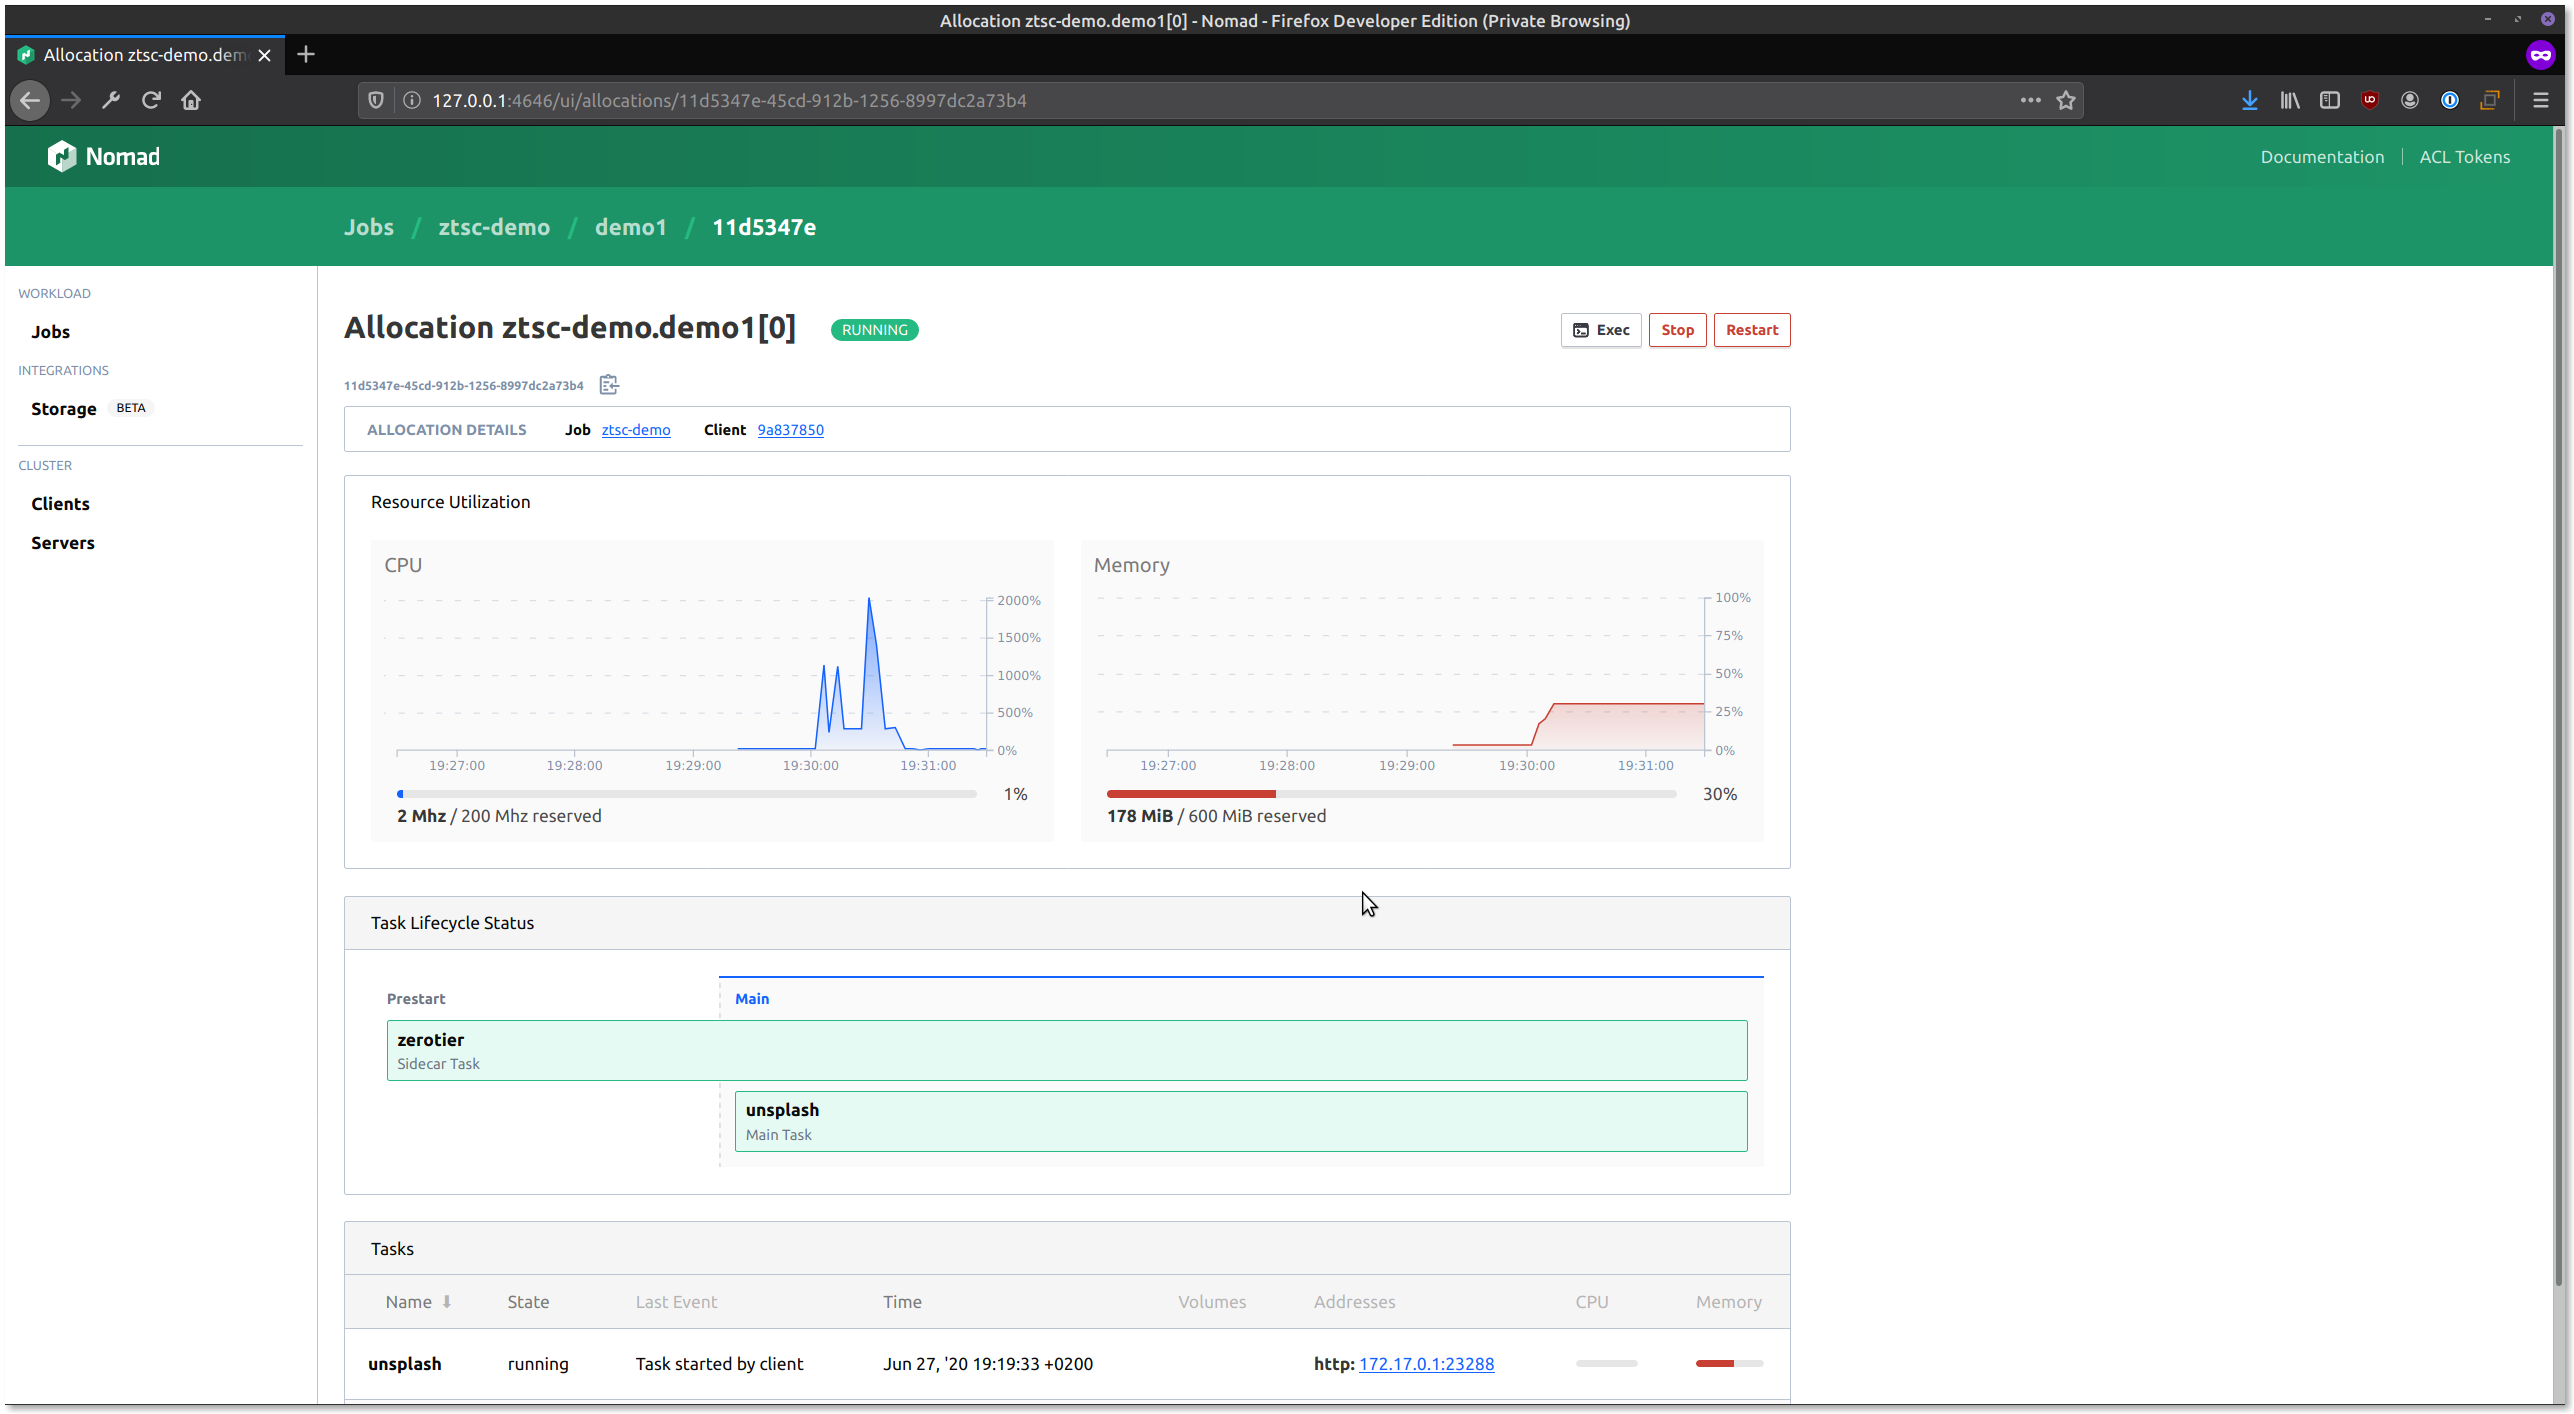 Allocation ztsc-demo.demo1[0] - Nomad - Firefox Developer Edition (Private Browsing)
Allocation ztsc-demo.dem
127.0.0.1:4646/ui/allocations/11d5347e-45cd-912b-1256-8997dc2a73b4
Nomad
Documentation
ACL Tokens
Jobs / ztsc-demo / demo1 / 11d5347e
WORKLOAD
Jobs
INTEGRATIONS
Storage BETA
CLUSTER
Clients
Servers
Allocation ztsc-demo.demo1[0] RUNNING
Exec Stop Restart
11d5347e-45cd-912b-1256-8997dc2a73b4
ALLOCATION DETAILS Job ztsc-demo Client 9a837850
Resource Utilization
CPU
2000%
1500%
1000%
500%
0%
19:27:00 19:28:00 19:29:00 19:30:00 19:31:00
1%
2 Mhz / 200 Mhz reserved
Memory
100%
75%
50%
25%
0%
19:27:00 19:28:00 19:29:00 19:30:00 19:31:00
30%
178 MiB / 600 MiB reserved
Task Lifecycle Status
Prestart Main
zerotier
Sidecar Task
unsplash
Main Task
Tasks
Name State Last Event Time Volumes Addresses CPU Memory
unsplash running Task started by client Jun 27, '20 19:19:33 +0200 http: 172.17.0.1:23288